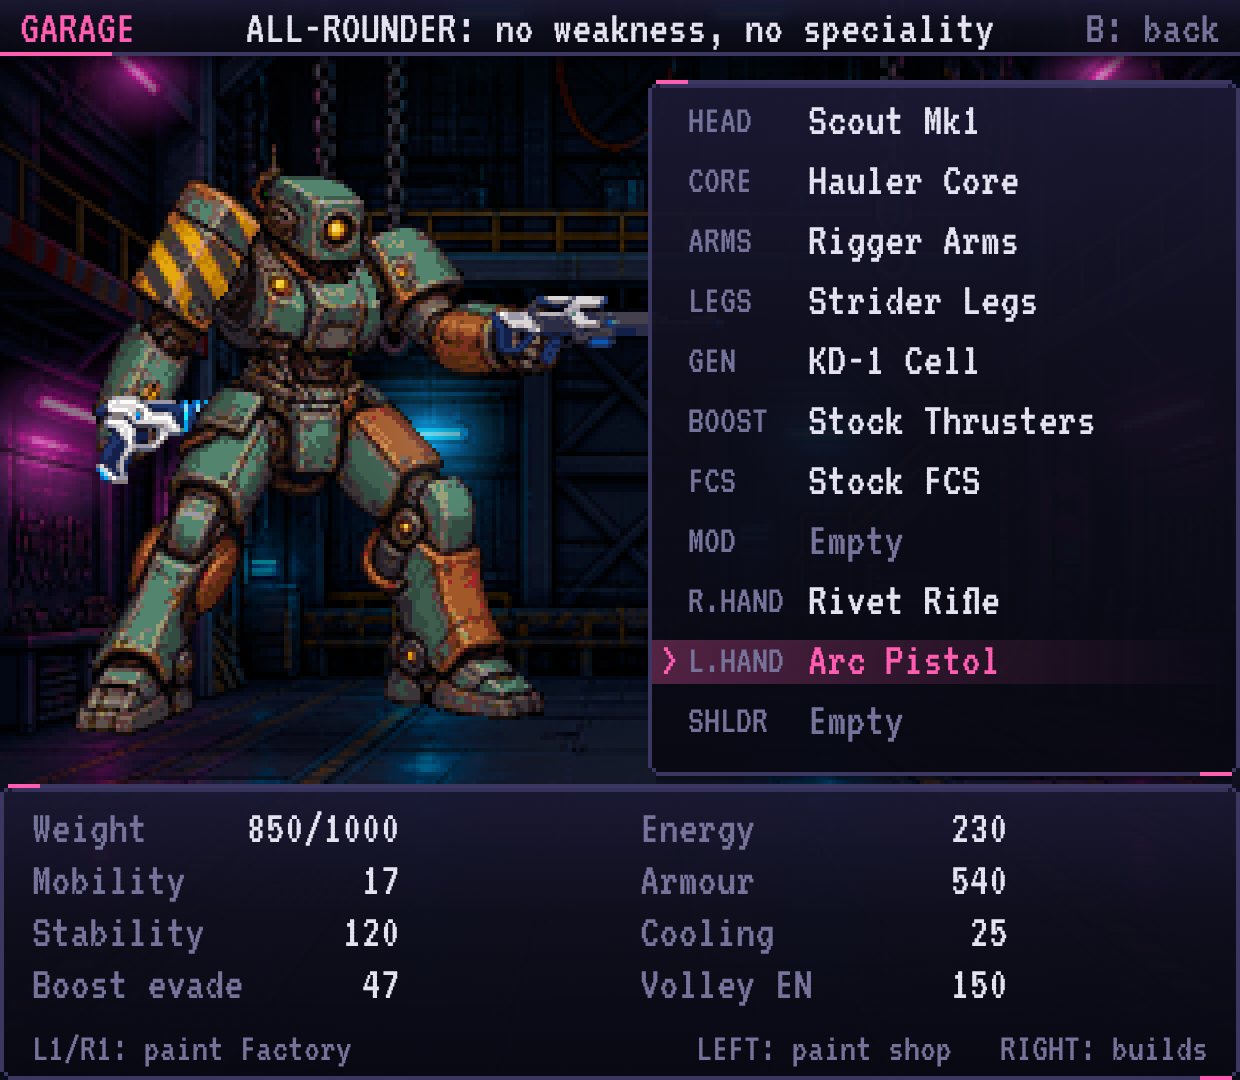 GARAGE ALL-ROUNDER: no weakness, no speciality B: back
HEAD Scout Mk1
CORE Hauler Core
ARMS Rigger Arms
LEGS Strider Legs
GEN KD-1 Cell
BOOST Stock Thrusters
FCS Stock FCS
MOD Empty
R.HAND Rivet Rifle
> L.HAND Arc Pistol
SHLDR Empty
Weight 850/1000 Energy 230
Mobility 17 Armour 540
Stability 120 Cooling 25
Boost evade 47 Volley EN 150
L1/R1: paint Factory LEFT: paint shop RIGHT: builds